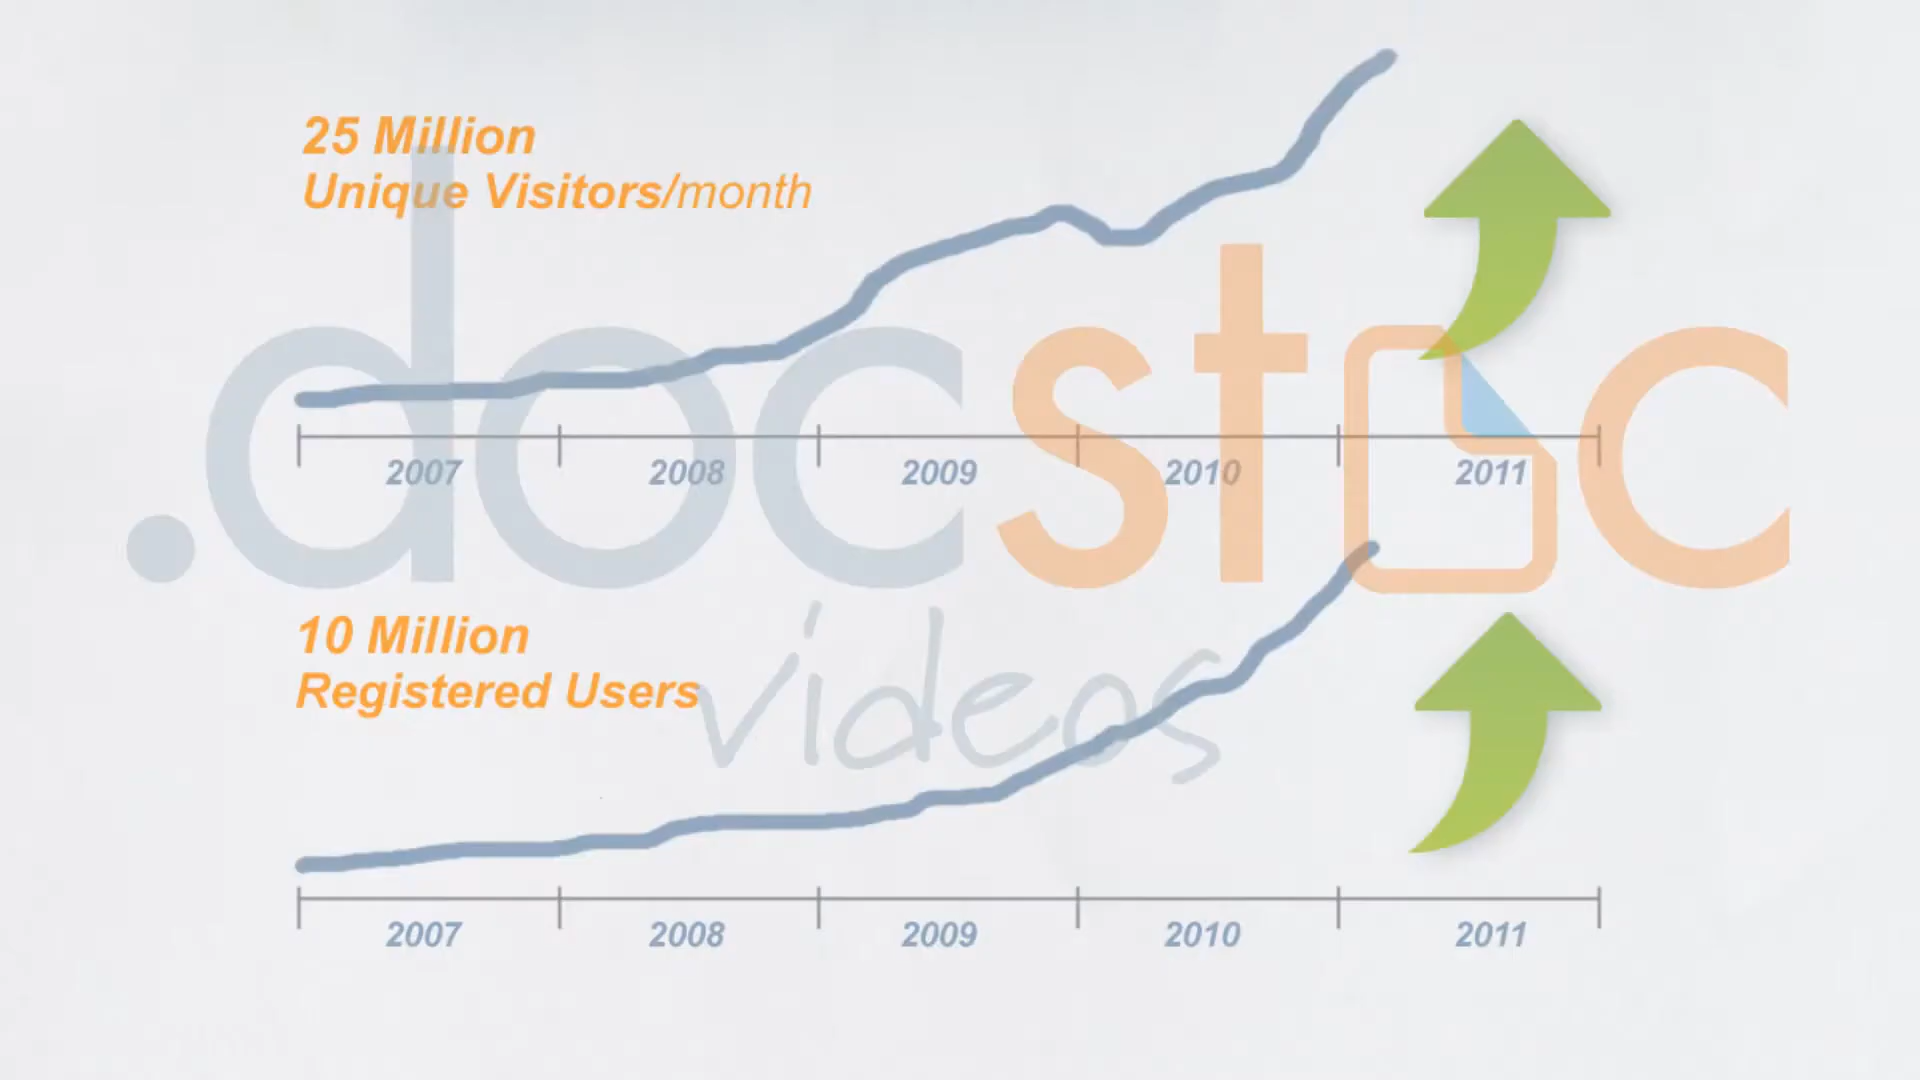 25 Million
Unique Visitors/month
2007 2008 2009 2010 2011
.docstoc
videos
10 Million
Registered Users
2007 2008 2009 2010 2011